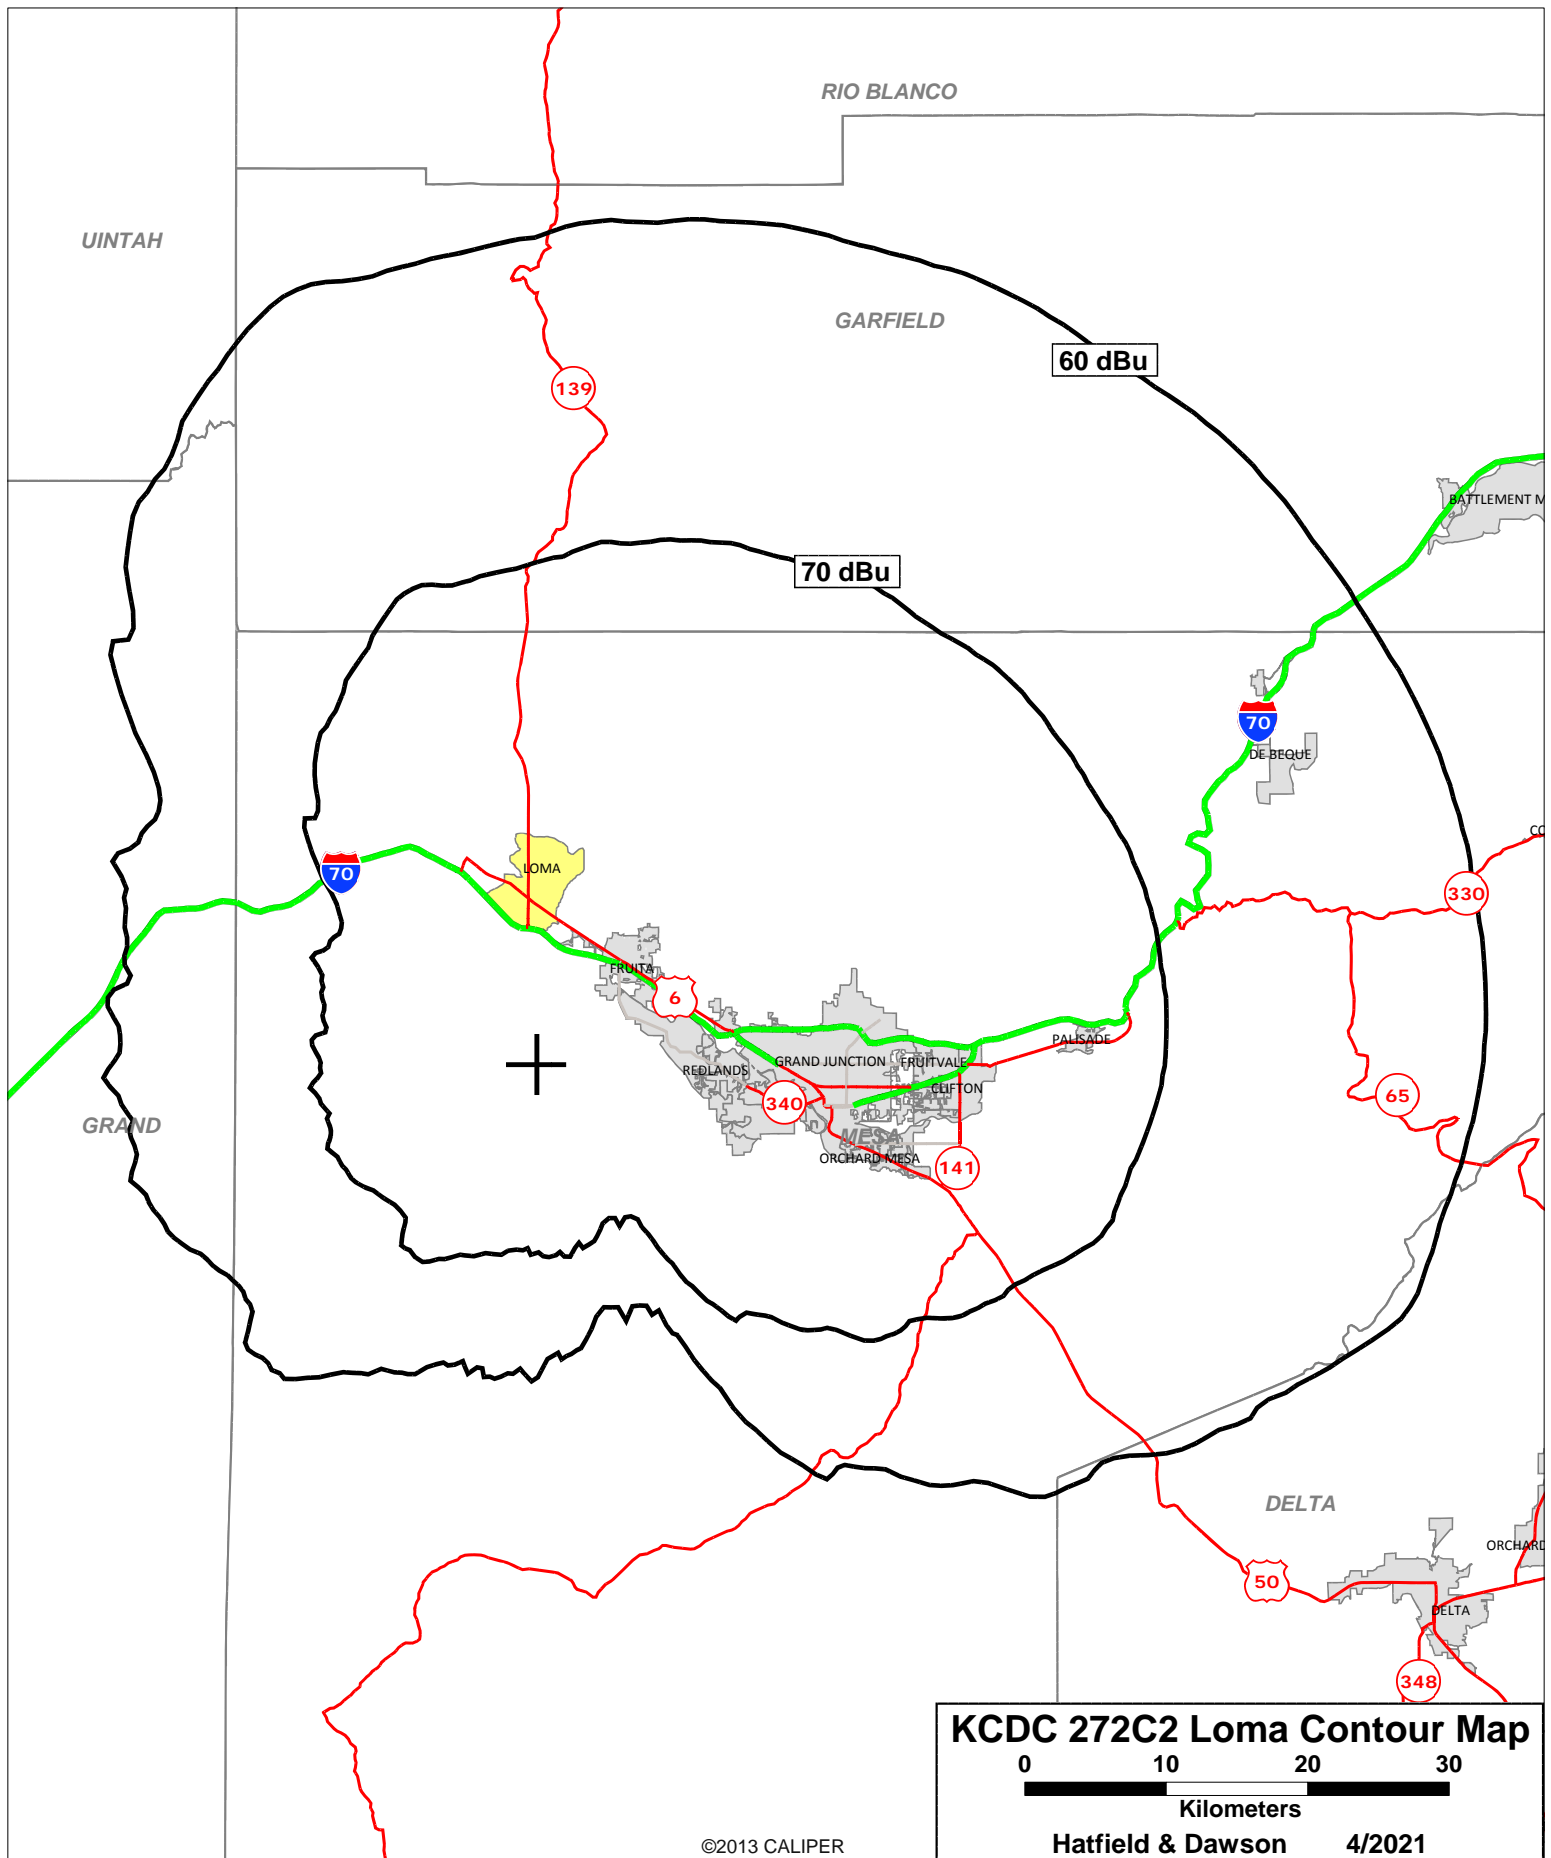 RIO BLANCO
UINTAH
GARFIELD
60 dBu
139
BATTLEMENT M
70 dBu
70
DE BEQUE
CO
LOMA
70
330
FRUITA
6
PALISADE
GRAND JUNCTION
FRUITVALE
REDLANDS
CLIFTON
340
65
GRAND
MESA
ORCHARD MESA
141
DELTA
ORCHARD
50
DELTA
348
KCDC 272C2 Loma Contour Map
0 10 20 30
Kilometers
©2013 CALIPER
Hatfield & Dawson 4/2021